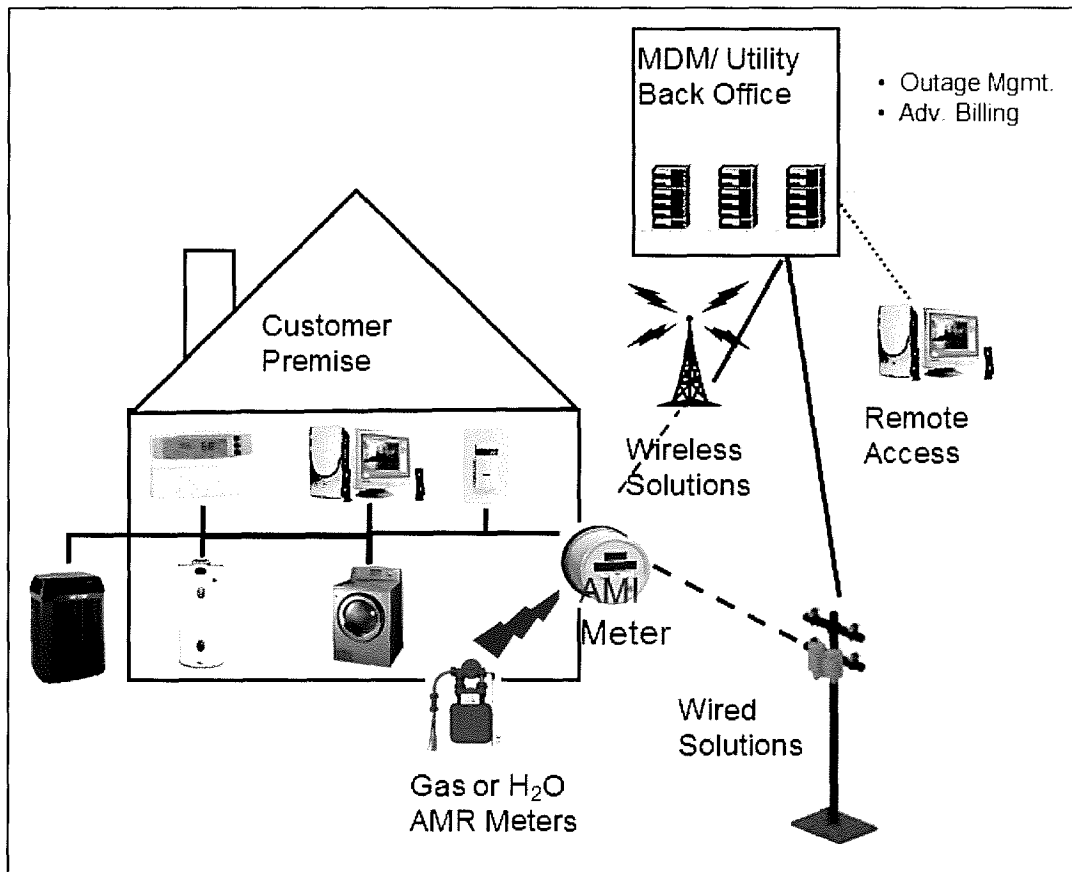 MDM/ Utility
Back Office
• Outage Mgmt.
• Adv. Billing
Customer
Premise
Wireless
Solutions
Remote
Access
AMI
Meter
Wired
Solutions
Gas or H₂O
AMR Meters